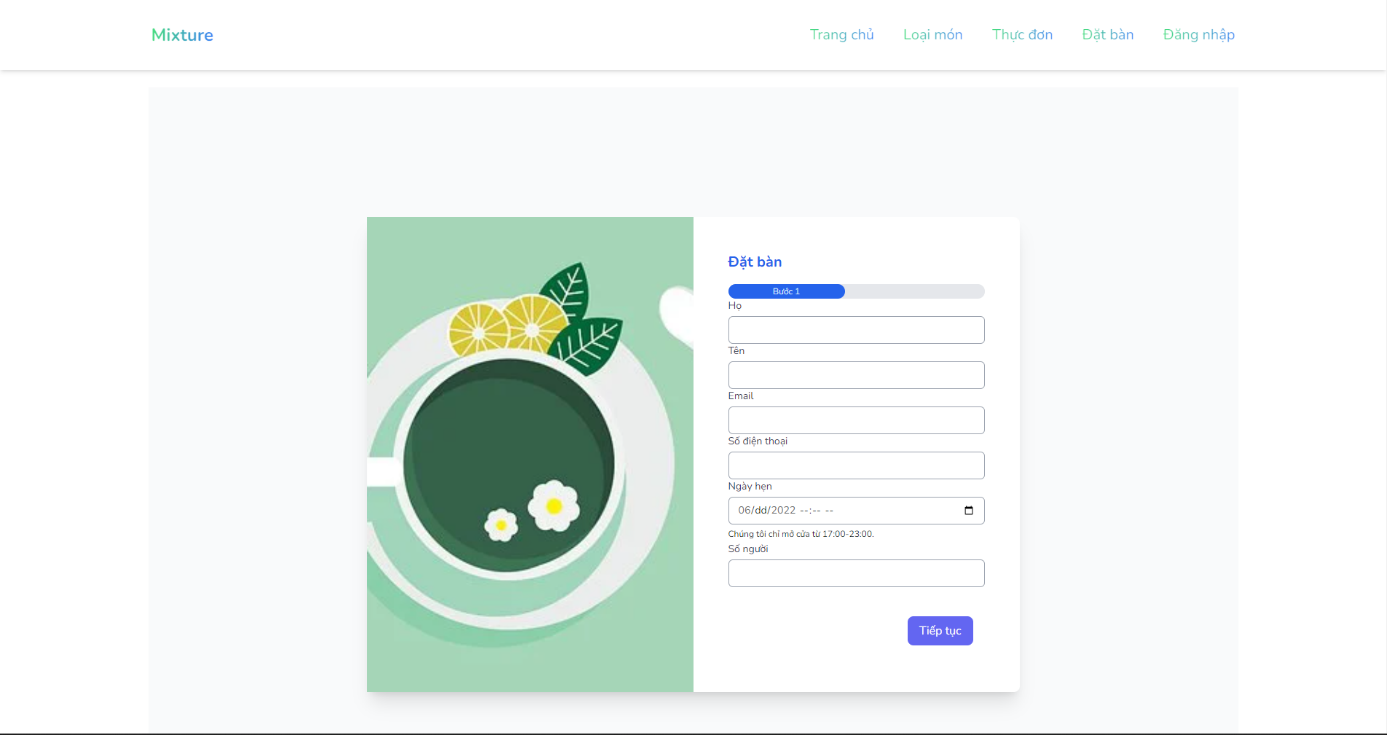 Mixture
Trang chủ
Loại món
Thực đơn
Đặt bàn
Đăng nhập
Đặt bàn
Bước 1
Họ
Tên
Email
Số điện thoại
Ngày hẹn
06/dd/2022 --:-- --
Chúng tôi chỉ mở cửa từ 17:00-23:00.
Số người
Tiếp tục